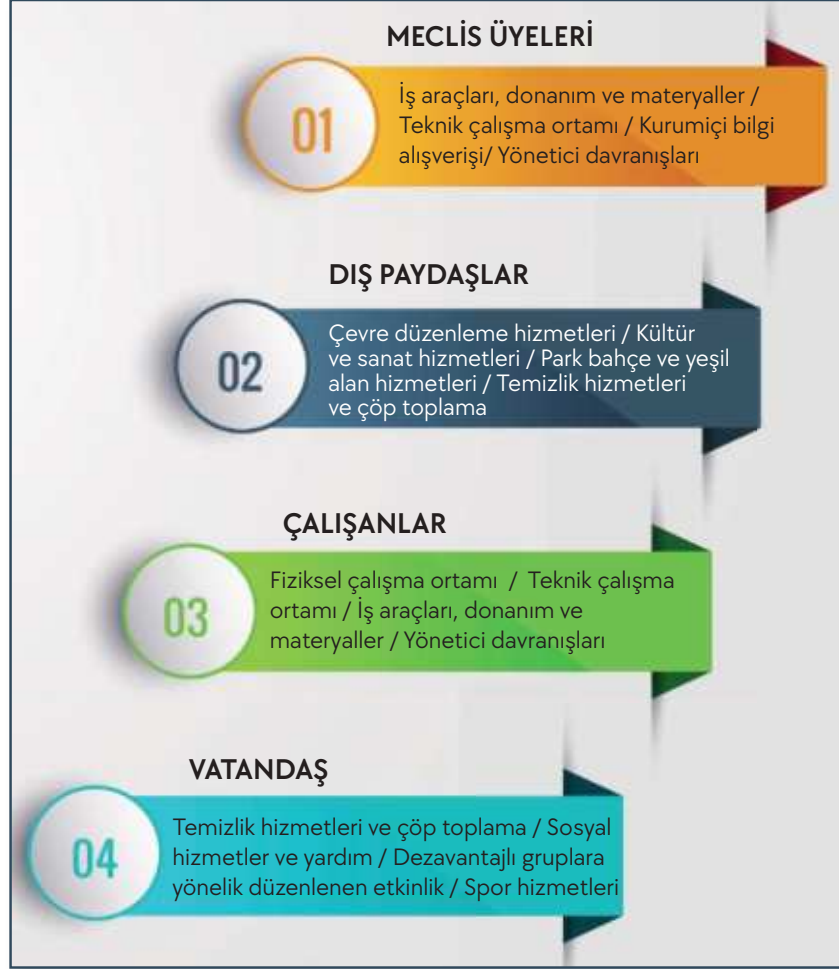 MECLİS ÜYELERİ
01
İş araçları, donanım ve materyaller /
Teknik çalışma ortamı / Kurumiçi bilgi
alışverişi/ Yönetici davranışları
DIŞ PAYDAŞLAR
02
Çevre düzenleme hizmetleri / Kültür
ve sanat hizmetleri / Park bahçe ve yeşil
alan hizmetleri / Temizlik hizmetleri
ve çöp toplama
ÇALIŞANLAR
03
Fiziksel çalışma ortamı / Teknik çalışma
ortamı / İş araçları, donanım ve
materyaller / Yönetici davranışları
VATANDAŞ
04
Temizlik hizmetleri ve çöp toplama / Sosyal
hizmetler ve yardım / Dezavantajlı gruplara
yönelik düzenlenen etkinlik / Spor hizmetleri